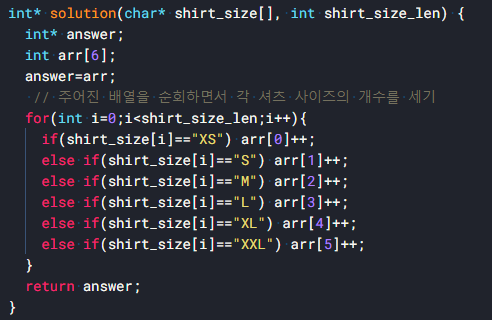 int* solution(char* shirt_size[], int shirt_size_len) {
  int* answer;
  int arr[6];
  answer=arr;
   // 주어진 배열을 순회하면서 각 셔츠 사이즈의 개수를 세기
  for(int i=0;i<shirt_size_len;i++){
    if(shirt_size[i]=="XS") arr[0]++;
    else if(shirt_size[i]=="S") arr[1]++;
    else if(shirt_size[i]=="M") arr[2]++;
    else if(shirt_size[i]=="L") arr[3]++;
    else if(shirt_size[i]=="XL") arr[4]++;
    else if(shirt_size[i]=="XXL") arr[5]++;
  }
  return answer;
}